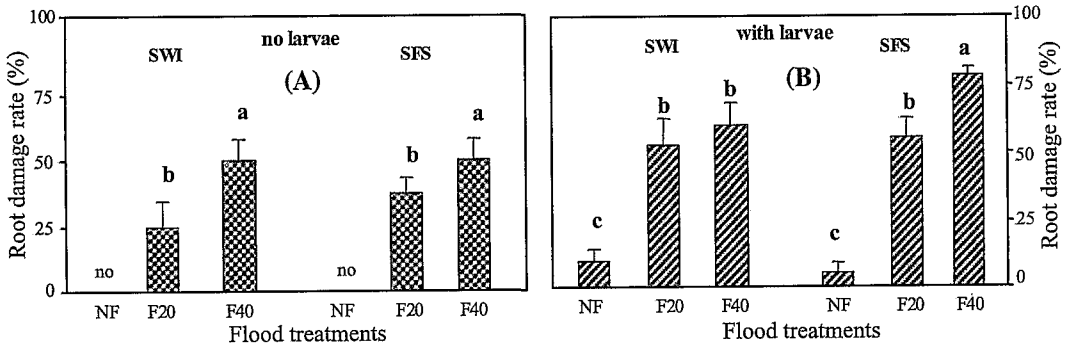 100
75
50
25
0
Root damage rate (%)
no larvae
SWI
SFS
(A)
a
a
b
b
no
no
NF F20 F40 NF F20 F40
Flood treatments
with larvae
SWI
SFS
(B)
a
b
b
b
c
c
NF F20 F40 NF F20 F40
Flood treatments
100
75
50
25
0
Root damage rate (%)